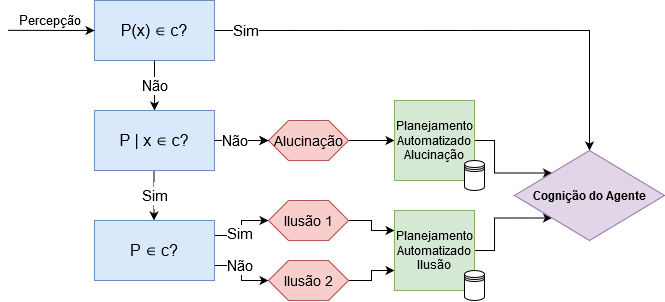 Percepção
P(x) ∈ c?
Sim
Não
P | x ∈ c?
Não
Alucinação
Planejamento
Automatizado
Alucinação
Cognição do Agente
Sim
P ∈ c?
Sim
Ilusão 1
Não
Ilusão 2
Planejamento
Automatizado
Ilusão